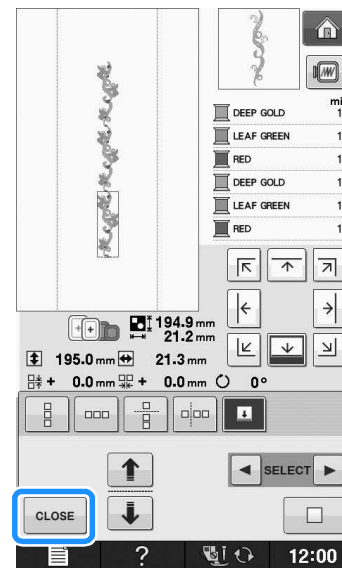 mi
DEEP GOLD 1
LEAF GREEN 1
RED 1
DEEP GOLD 1
LEAF GREEN 1
RED 1
194.9 mm
21.2 mm
195.0 mm 21.3 mm
+ 0.0 mm + 0.0 mm 0°
SELECT
CLOSE
? 12:00